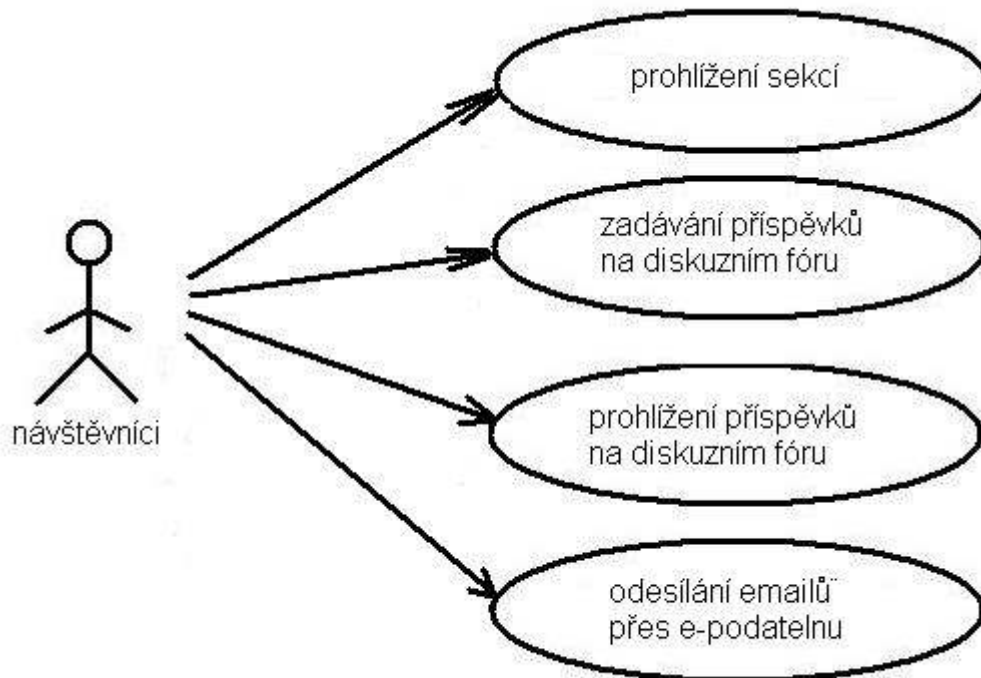 prohlížení sekcí
zadávání příspěvků
na diskuzním fóru
návštěvníci
prohlížení příspěvků
na diskuzním fóru
odesílání emailů
přes e-podatelnu